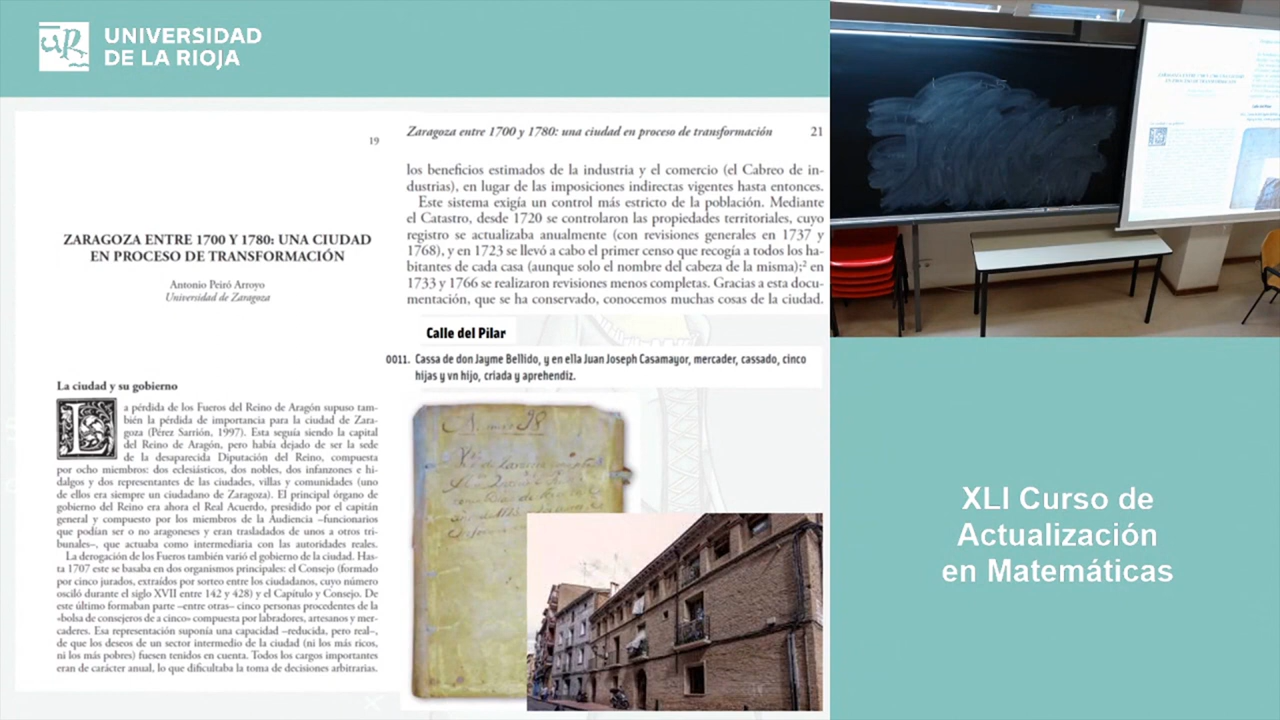 UNIVERSIDAD
DE LA RIOJA
19
ZARAGOZA ENTRE 1700 Y 1780: UNA CIUDAD
EN PROCESO DE TRANSFORMACIÓN
Antonio Peiró Arroyo
Universidad de Zaragoza
La ciudad y su gobierno
La pérdida de los Fueros del Reino de Aragón supuso tam-
bién la pérdida de importancia para la ciudad de Zara-
goza (Pérez Sarrión, 1997). Esta seguía siendo la capital
del Reino de Aragón, pero había dejado de ser la sede
de la desaparecida Diputación del Reino, compuesta
por ocho miembros: dos eclesiásticos, dos nobles, dos infanzones e hi-
dalgos y dos representantes de las ciudades, villas y comunidades (uno
de ellos era siempre un ciudadano de Zaragoza). El principal órgano de
gobierno del Reino era ahora el Real Acuerdo, presidido por el capitán
general y compuesto por los miembros de la Audiencia –funcionarios
que podían ser o no aragoneses y eran trasladados de unos a otros tri-
bunales–, que actuaba como intermediaria con las autoridades reales.
La derogación de los Fueros también varió el gobierno de la ciudad. Has-
ta 1707 este se basaba en dos organismos principales: el Consejo (formado
por cinco jurados, extraídos por sorteo entre los ciudadanos, cuyo número
osciló durante el siglo XVII entre 142 y 428) y el Capítulo y Consejo. De
este último formaban parte –entre otras– cinco personas procedentes de la
«bolsa de consejeros de a cinco» compuesta por labradores, artesanos y mer-
caderes. Esa representación suponía una capacidad –reducida, pero real–,
de que los deseos de un sector intermedio de la ciudad (ni los más ricos,
ni los más pobres) fuesen tenidos en cuenta. Todos los cargos importantes
eran de carácter anual, lo que dificultaba la toma de decisiones arbitrarias.
Zaragoza entre 1700 y 1780: una ciudad en proceso de transformación 21
los beneficios estimados de la industria y el comercio (el Cabreo de in-
dustrias), en lugar de las imposiciones indirectas vigentes hasta entonces.
Este sistema exigía un control más estricto de la población. Mediante
el Catastro, desde 1720 se controlaron las propiedades territoriales, cuyo
registro se actualizaba anualmente (con revisiones generales en 1737 y
1768), y en 1723 se llevó a cabo el primer censo que recogía a todos los ha-
bitantes de cada casa (aunque solo el nombre del cabeza de la misma);² en
1733 y 1766 se realizaron revisiones menos completas. Gracias a esta docu-
mentación, que se ha conservado, conocemos muchas cosas de la ciudad.
Calle del Pilar
0011. Cassa de don Jayme Bellido, y en ella Juan Joseph Casamayor, mercader, cassado, cinco
hijas y vn hijo, criada y aprehendiz.
XLI Curso de
Actualización
en Matemáticas